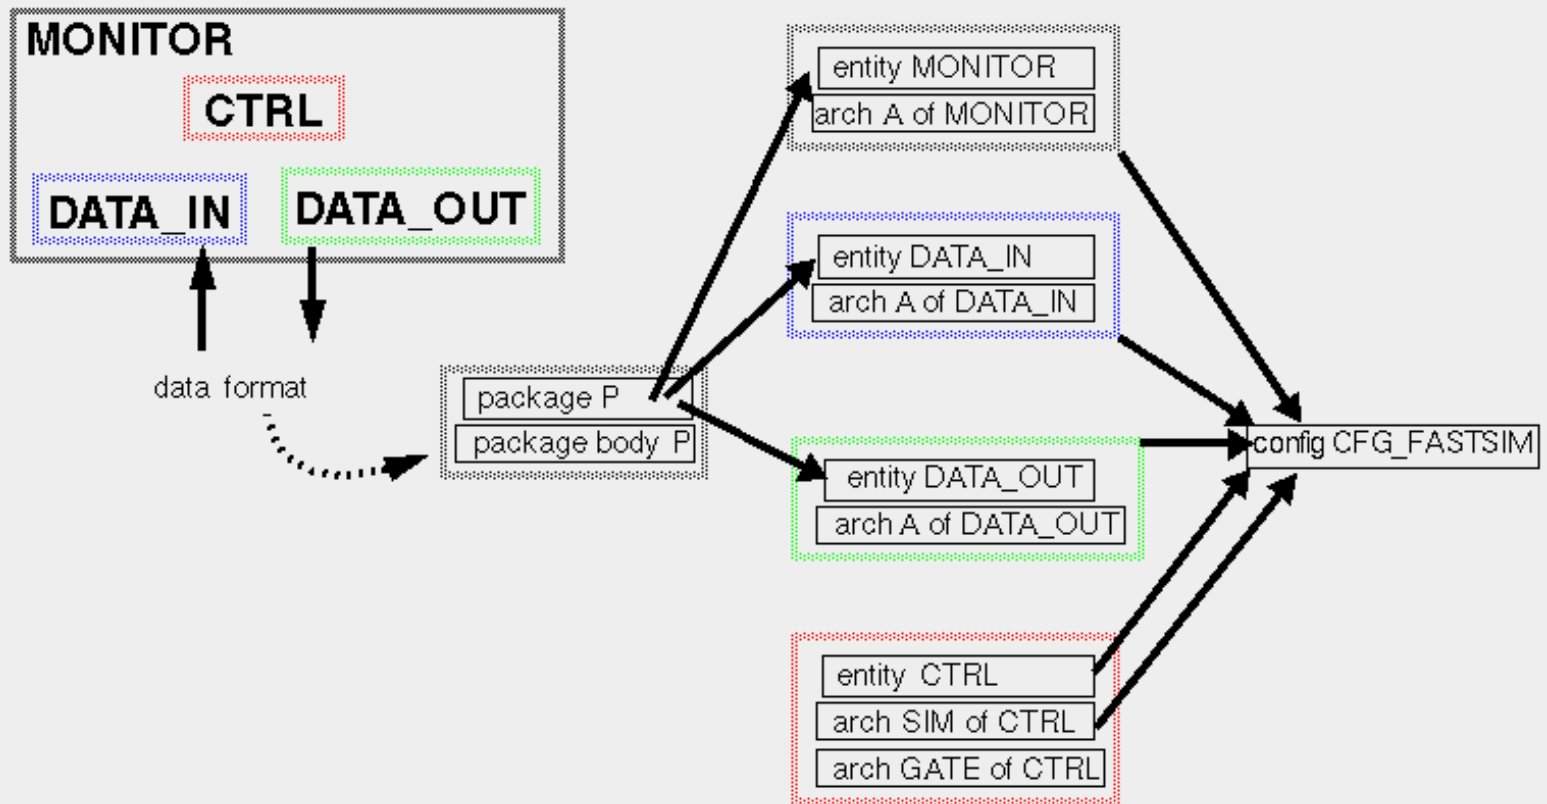 MONITOR
CTRL
DATA_IN
DATA_OUT
data format
package P
package body P
entity MONITOR
arch A of MONITOR
entity DATA_IN
arch A of DATA_IN
entity DATA_OUT
arch A of DATA_OUT
entity CTRL
arch SIM of CTRL
arch GATE of CTRL
config CFG_FASTSIM